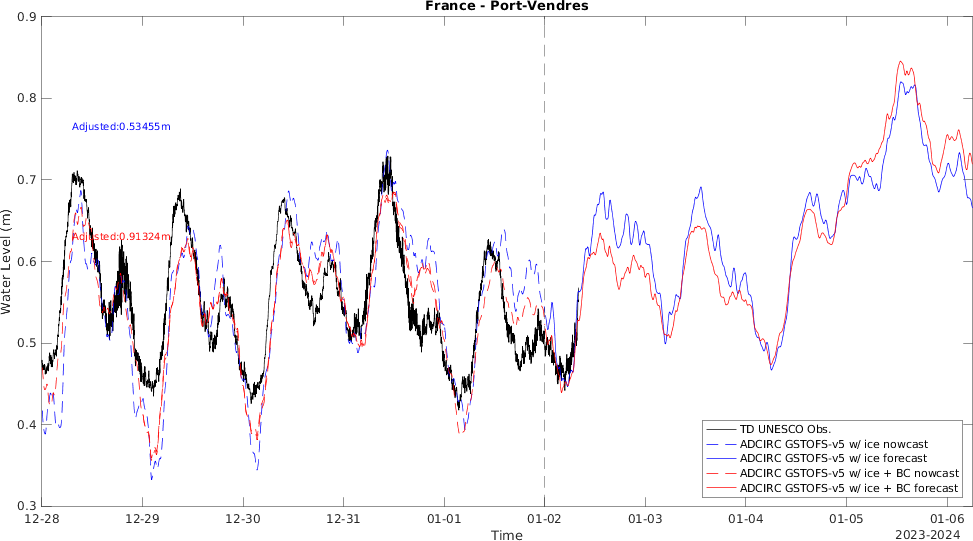 France - Port-Vendres
0.9
0.8
0.7
0.6
0.5
0.4
0.3
Water Level (m)
Adjusted:0.53455m
Adjusted:0.91324m
TD UNESCO Obs.
ADCIRC GSTOFS-v5 w/ ice nowcast
ADCIRC GSTOFS-v5 w/ ice forecast
ADCIRC GSTOFS-v5 w/ ice + BC nowcast
ADCIRC GSTOFS-v5 w/ ice + BC forecast
12-28 12-29 12-30 12-31 01-01 01-02 01-03 01-04 01-05 01-06
Time
2023-2024